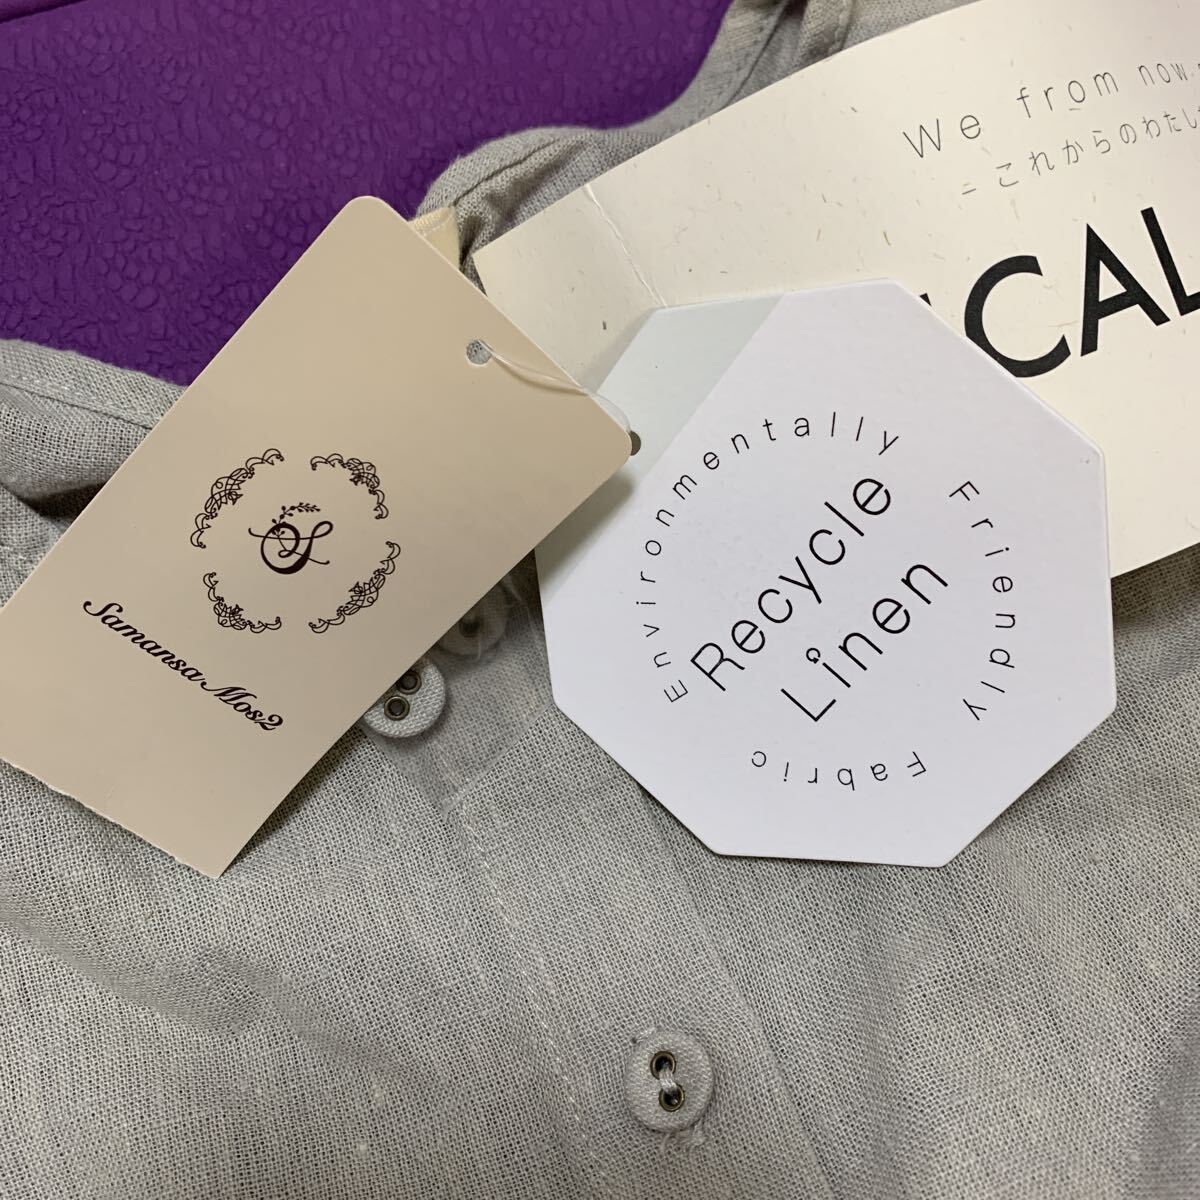 We from now
- これからのわたし
CAL
S
Samansa Mos2
Environmentally Friendly Fabric
Recycle
Linen